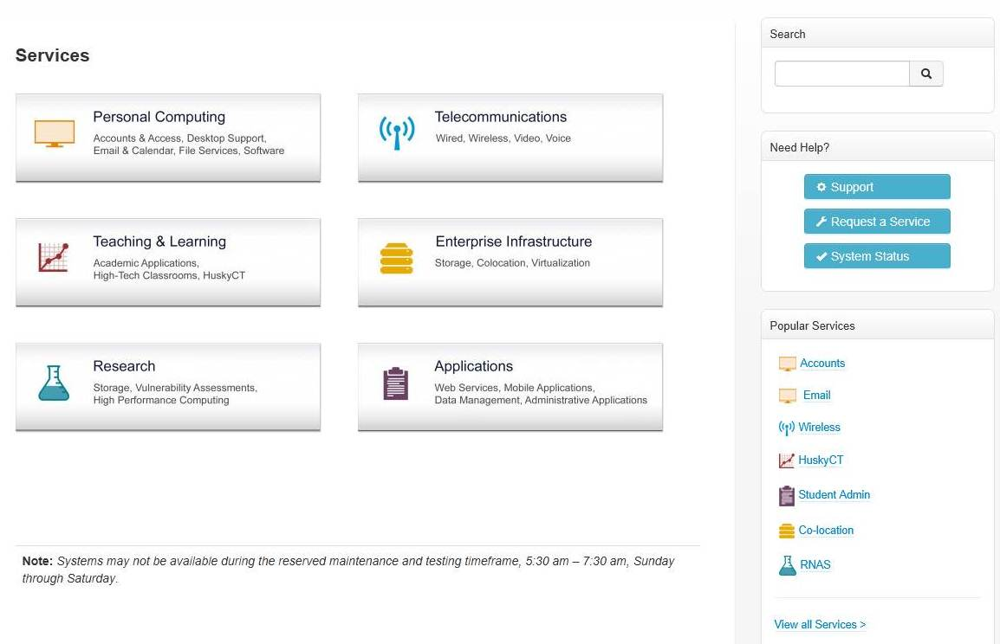 Services
Personal Computing
Accounts & Access, Desktop Support,
Email & Calendar, File Services, Software
Telecommunications
Wired, Wireless, Video, Voice
Teaching & Learning
Academic Applications,
High-Tech Classrooms, HuskyCT
Enterprise Infrastructure
Storage, Colocation, Virtualization
Research
Storage, Vulnerability Assessments,
High Performance Computing
Applications
Web Services, Mobile Applications,
Data Management, Administrative Applications
Note: Systems may not be available during the reserved maintenance and testing timeframe, 5:30 am – 7:30 am, Sunday
through Saturday.
Search
Need Help?
Support
Request a Service
System Status
Popular Services
Accounts
Email
Wireless
HuskyCT
Student Admin
Co-location
RNAS
View all Services >